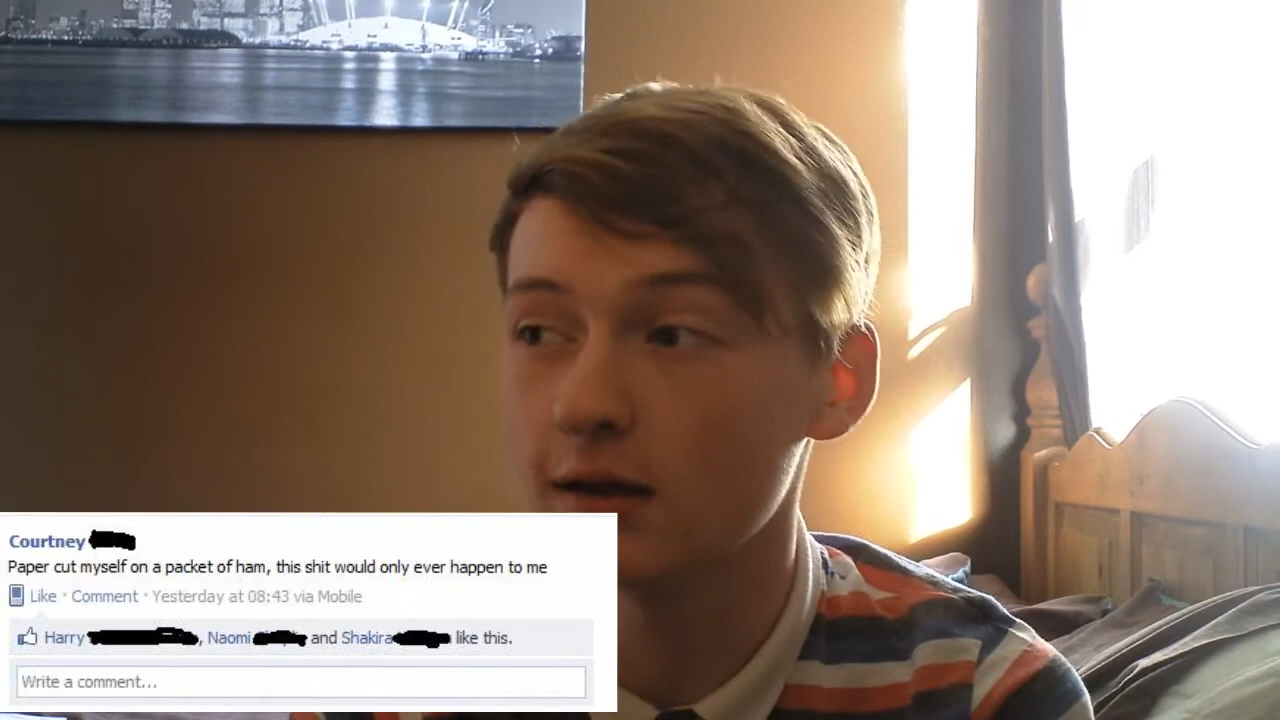 Courtney
Paper cut myself on a packet of ham, this shit would only ever happen to me
Like · Comment · Yesterday at 08:43 via Mobile
Harry , Naomi and Shakira like this.
Write a comment...